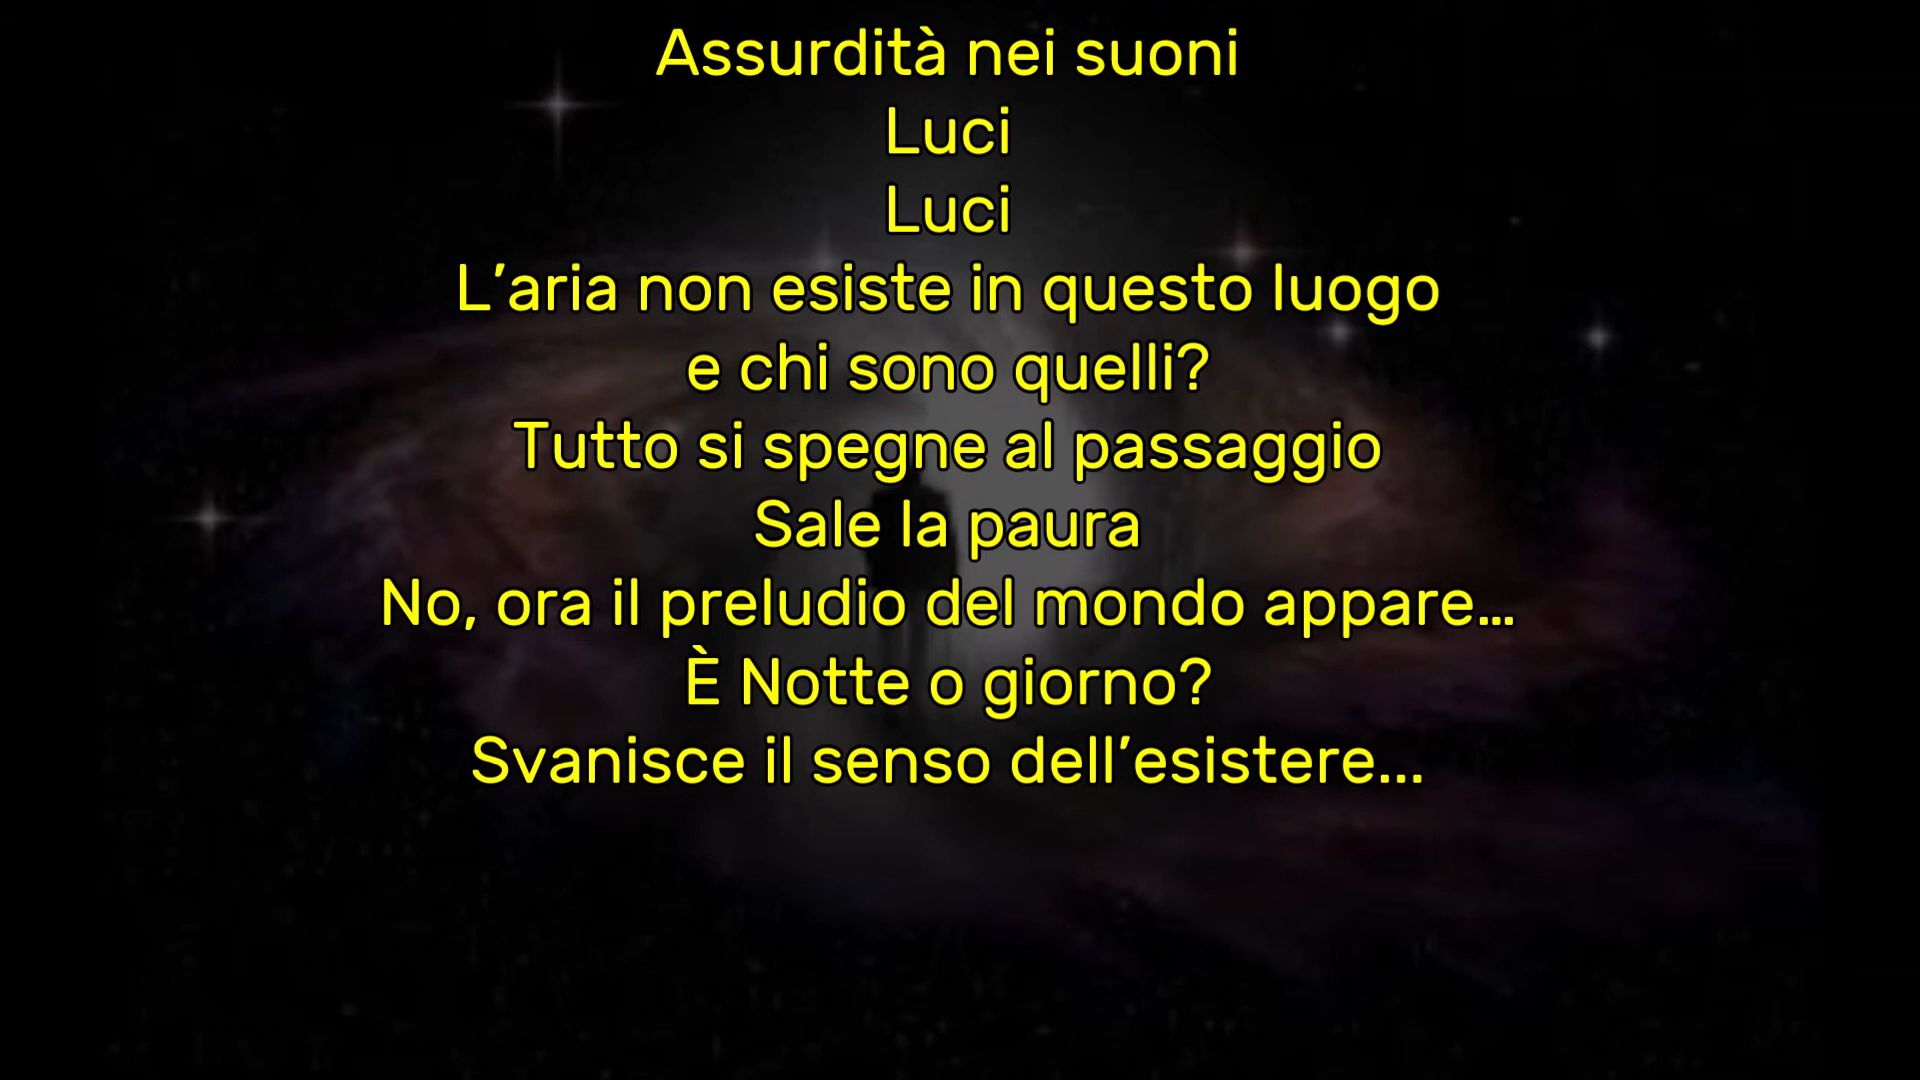 Assurdità nei suoni
Luci
Luci
L’aria non esiste in questo luogo
e chi sono quelli?
Tutto si spegne al passaggio
Sale la paura
No, ora il preludio del mondo appare…
È Notte o giorno?
Svanisce il senso dell’esistere...